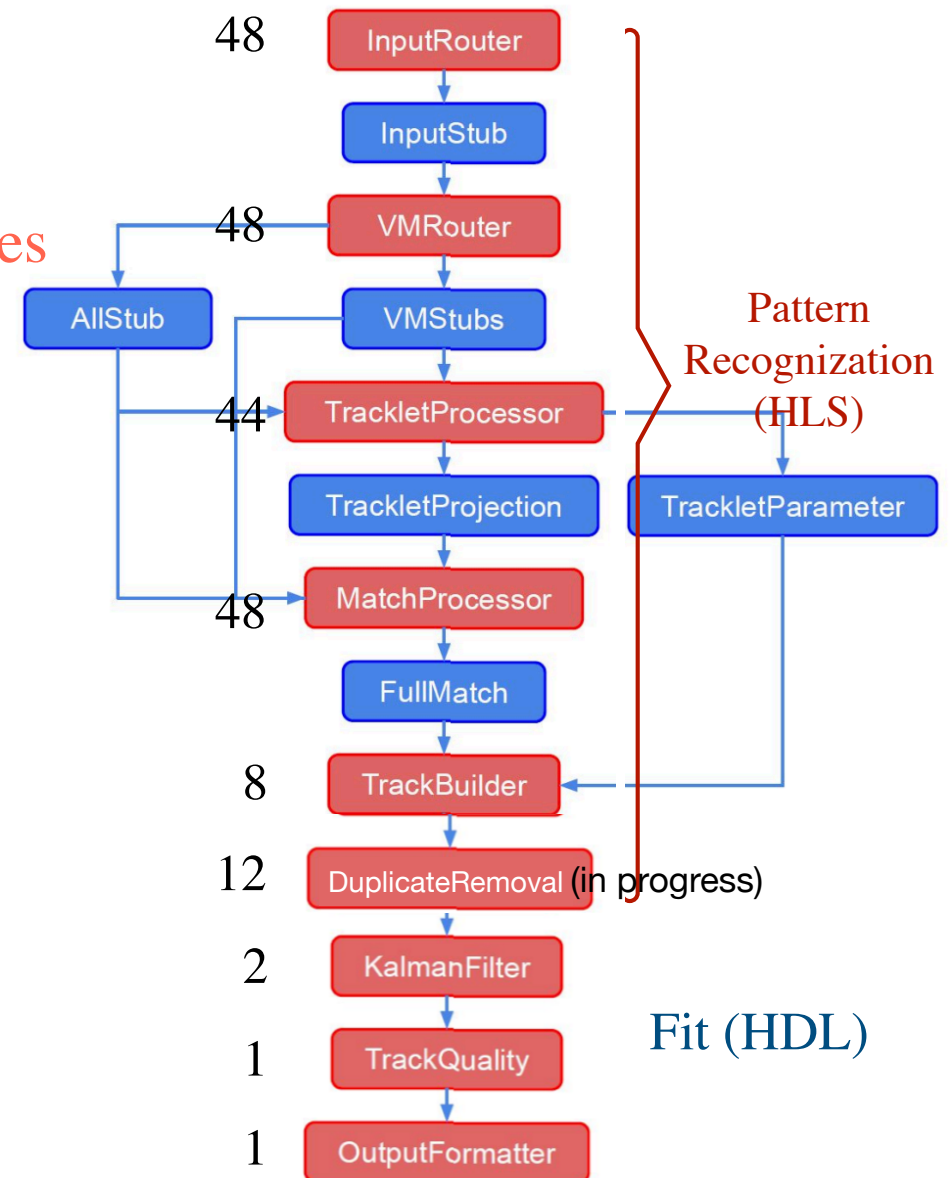 48 InputRouter
InputStub
48 VMRouter
es
AllStub VMStubs
Pattern
Recognization
(HLS)
44 TrackletProcessor
TrackletProjection TrackletParameter
48 MatchProcessor
FullMatch
8 TrackBuilder
12 DuplicateRemoval (in progress)
2 KalmanFilter
Fit (HDL)
1 TrackQuality
1 OutputFormatter